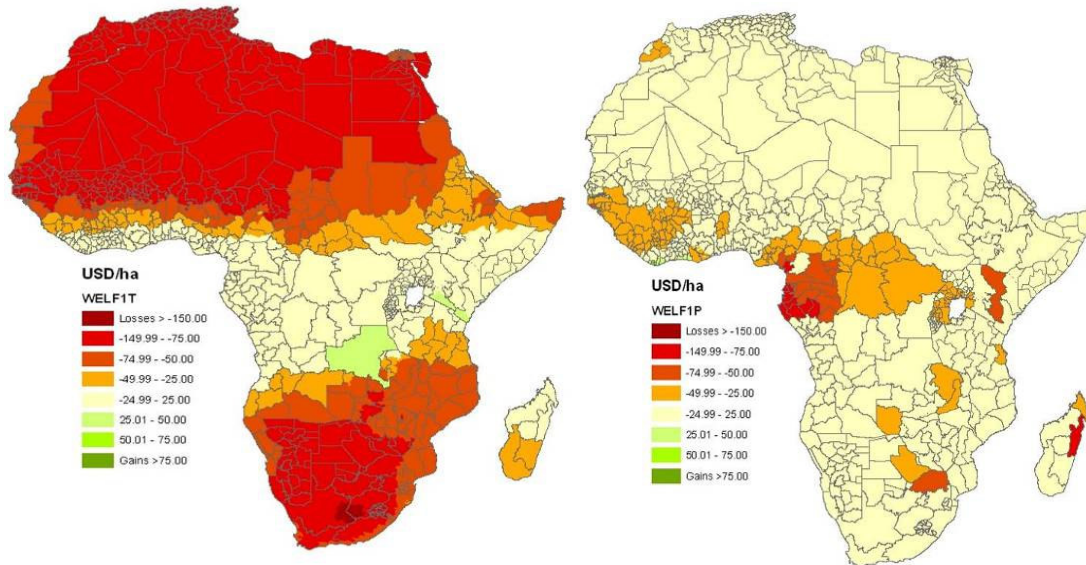 USD/ha
WELF1T
Losses > -150.00
-149.99 - -75.00
-74.99 - -50.00
-49.99 - -25.00
-24.99 - 25.00
25.01 - 50.00
50.01 - 75.00
Gains >75.00
USD/ha
WELF1P
Losses > -150.00
-149.99 - -75.00
-74.99 - -50.00
-49.99 - -25.00
-24.99 - 25.00
25.01 - 50.00
50.01 - 75.00
Gains >75.00